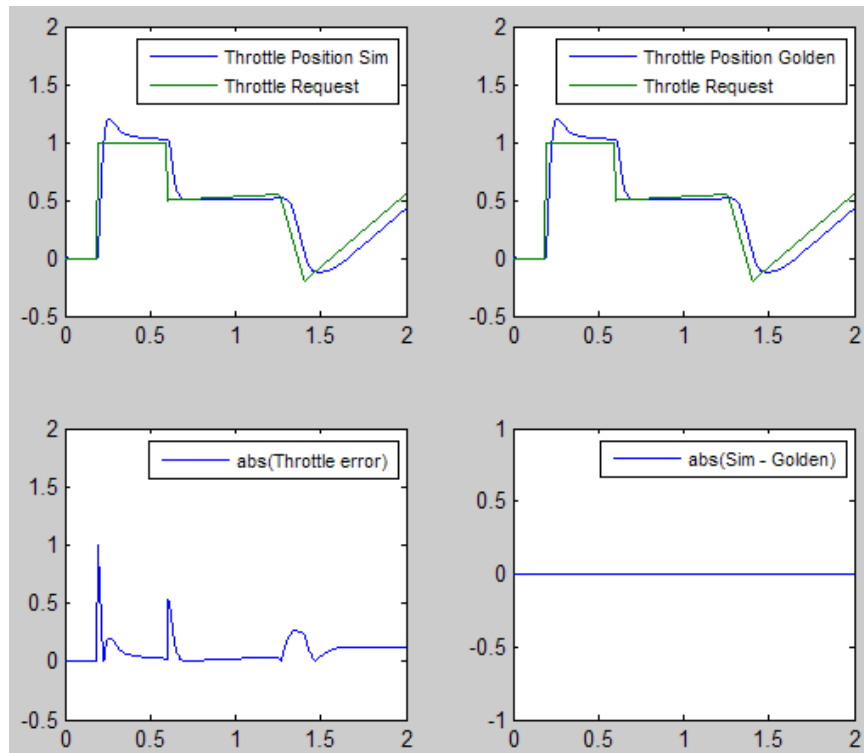 2
1.5
1
0.5
0
-0.5
0 0.5 1 1.5 2
Throttle Position Sim
Throttle Request
2
1.5
1
0.5
0
-0.5
0 0.5 1 1.5 2
Throttle Position Golden
Throtle Request
2
1.5
1
0.5
0
-0.5
0 0.5 1 1.5 2
abs(Throttle error)
1
0.5
0
-0.5
-1
0 0.5 1 1.5 2
abs(Sim - Golden)